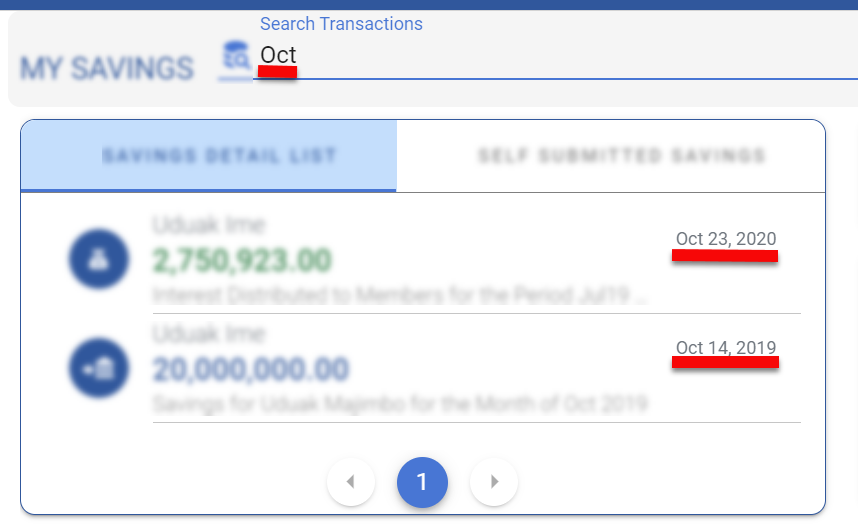 Search Transactions
MY SAVINGS
Oct
SAVINGS DETAIL LIST
SELF SUBMITTED SAVINGS
Uduak Ime
Oct 23, 2020
2,750,923.00
Interest Distributed to Members for the Period Jul19 ...
Uduak Ime
Oct 14, 2019
20,000,000.00
Savings for Uduak Majimbo for the Month of Oct 2019
1